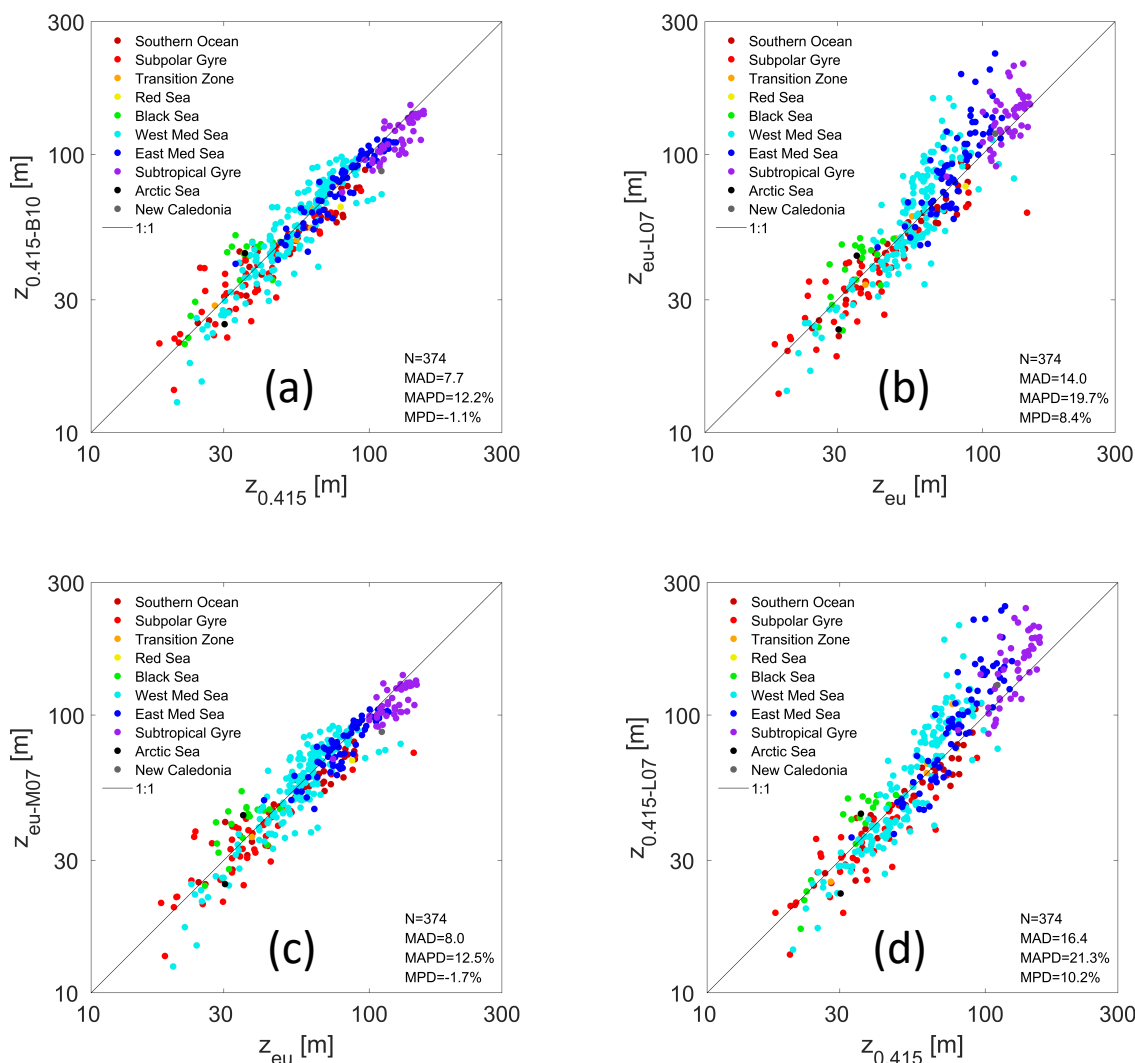 300
100
30
10
z0.415-B10 [m]
Southern Ocean
Subpolar Gyre
Transition Zone
Red Sea
Black Sea
West Med Sea
East Med Sea
Subtropical Gyre
Arctic Sea
New Caledonia
1:1
N=374
MAD=7.7
MAPD=12.2%
MPD=-1.1%
(a)
10 30 100 300
z0.415 [m]
300
100
30
10
zeu-L07 [m]
Southern Ocean
Subpolar Gyre
Transition Zone
Red Sea
Black Sea
West Med Sea
East Med Sea
Subtropical Gyre
Arctic Sea
New Caledonia
1:1
N=374
MAD=14.0
MAPD=19.7%
MPD=8.4%
(b)
10 30 100 300
zeu [m]
300
100
30
10
zeu-M07 [m]
Southern Ocean
Subpolar Gyre
Transition Zone
Red Sea
Black Sea
West Med Sea
East Med Sea
Subtropical Gyre
Arctic Sea
New Caledonia
1:1
N=374
MAD=8.0
MAPD=12.5%
MPD=-1.7%
(c)
10 30 100 300
zeu [m]
300
100
30
10
z0.415-L07 [m]
Southern Ocean
Subpolar Gyre
Transition Zone
Red Sea
Black Sea
West Med Sea
East Med Sea
Subtropical Gyre
Arctic Sea
New Caledonia
1:1
N=374
MAD=16.4
MAPD=21.3%
MPD=10.2%
(d)
10 30 100 300
z0.415 [m]